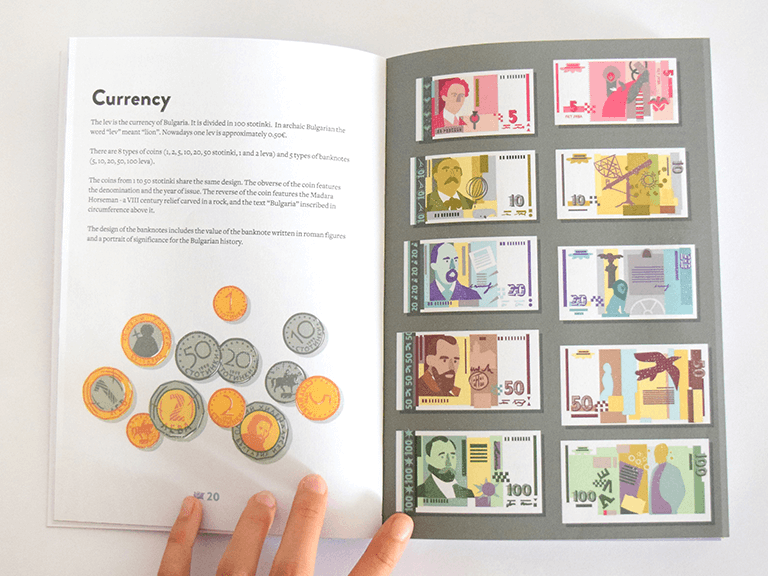 Currency
The lev is the currency of Bulgaria. It is divided in 100 stotinki. In archaic Bulgarian the
weed "lev" meant "lion". Nowadays one lev is approximately 0,50€.
There are 8 types of coins (1, 2, 5, 10, 20, 50 stotinki, 1 and 2 leva) and 5 types of banknotes
(5, 10, 20, 50, 100 leva).
The coins from 1 to 50 stotinki share the same design. The obverse of the coin features
the denomination and the year of issue. The reverse of the coin features the Madara
Horseman - a VIII century relief carved in a rock, and the text "Bulgaria" inscribed in
circumference above it.
The design of the banknotes includes the value of the banknote written in roman figures
and a portrait of significance for the Bulgarian history.
1
10
50
20
2
2
5
20
5
5
10
10
20
20
20
50
50
50
100
100
100